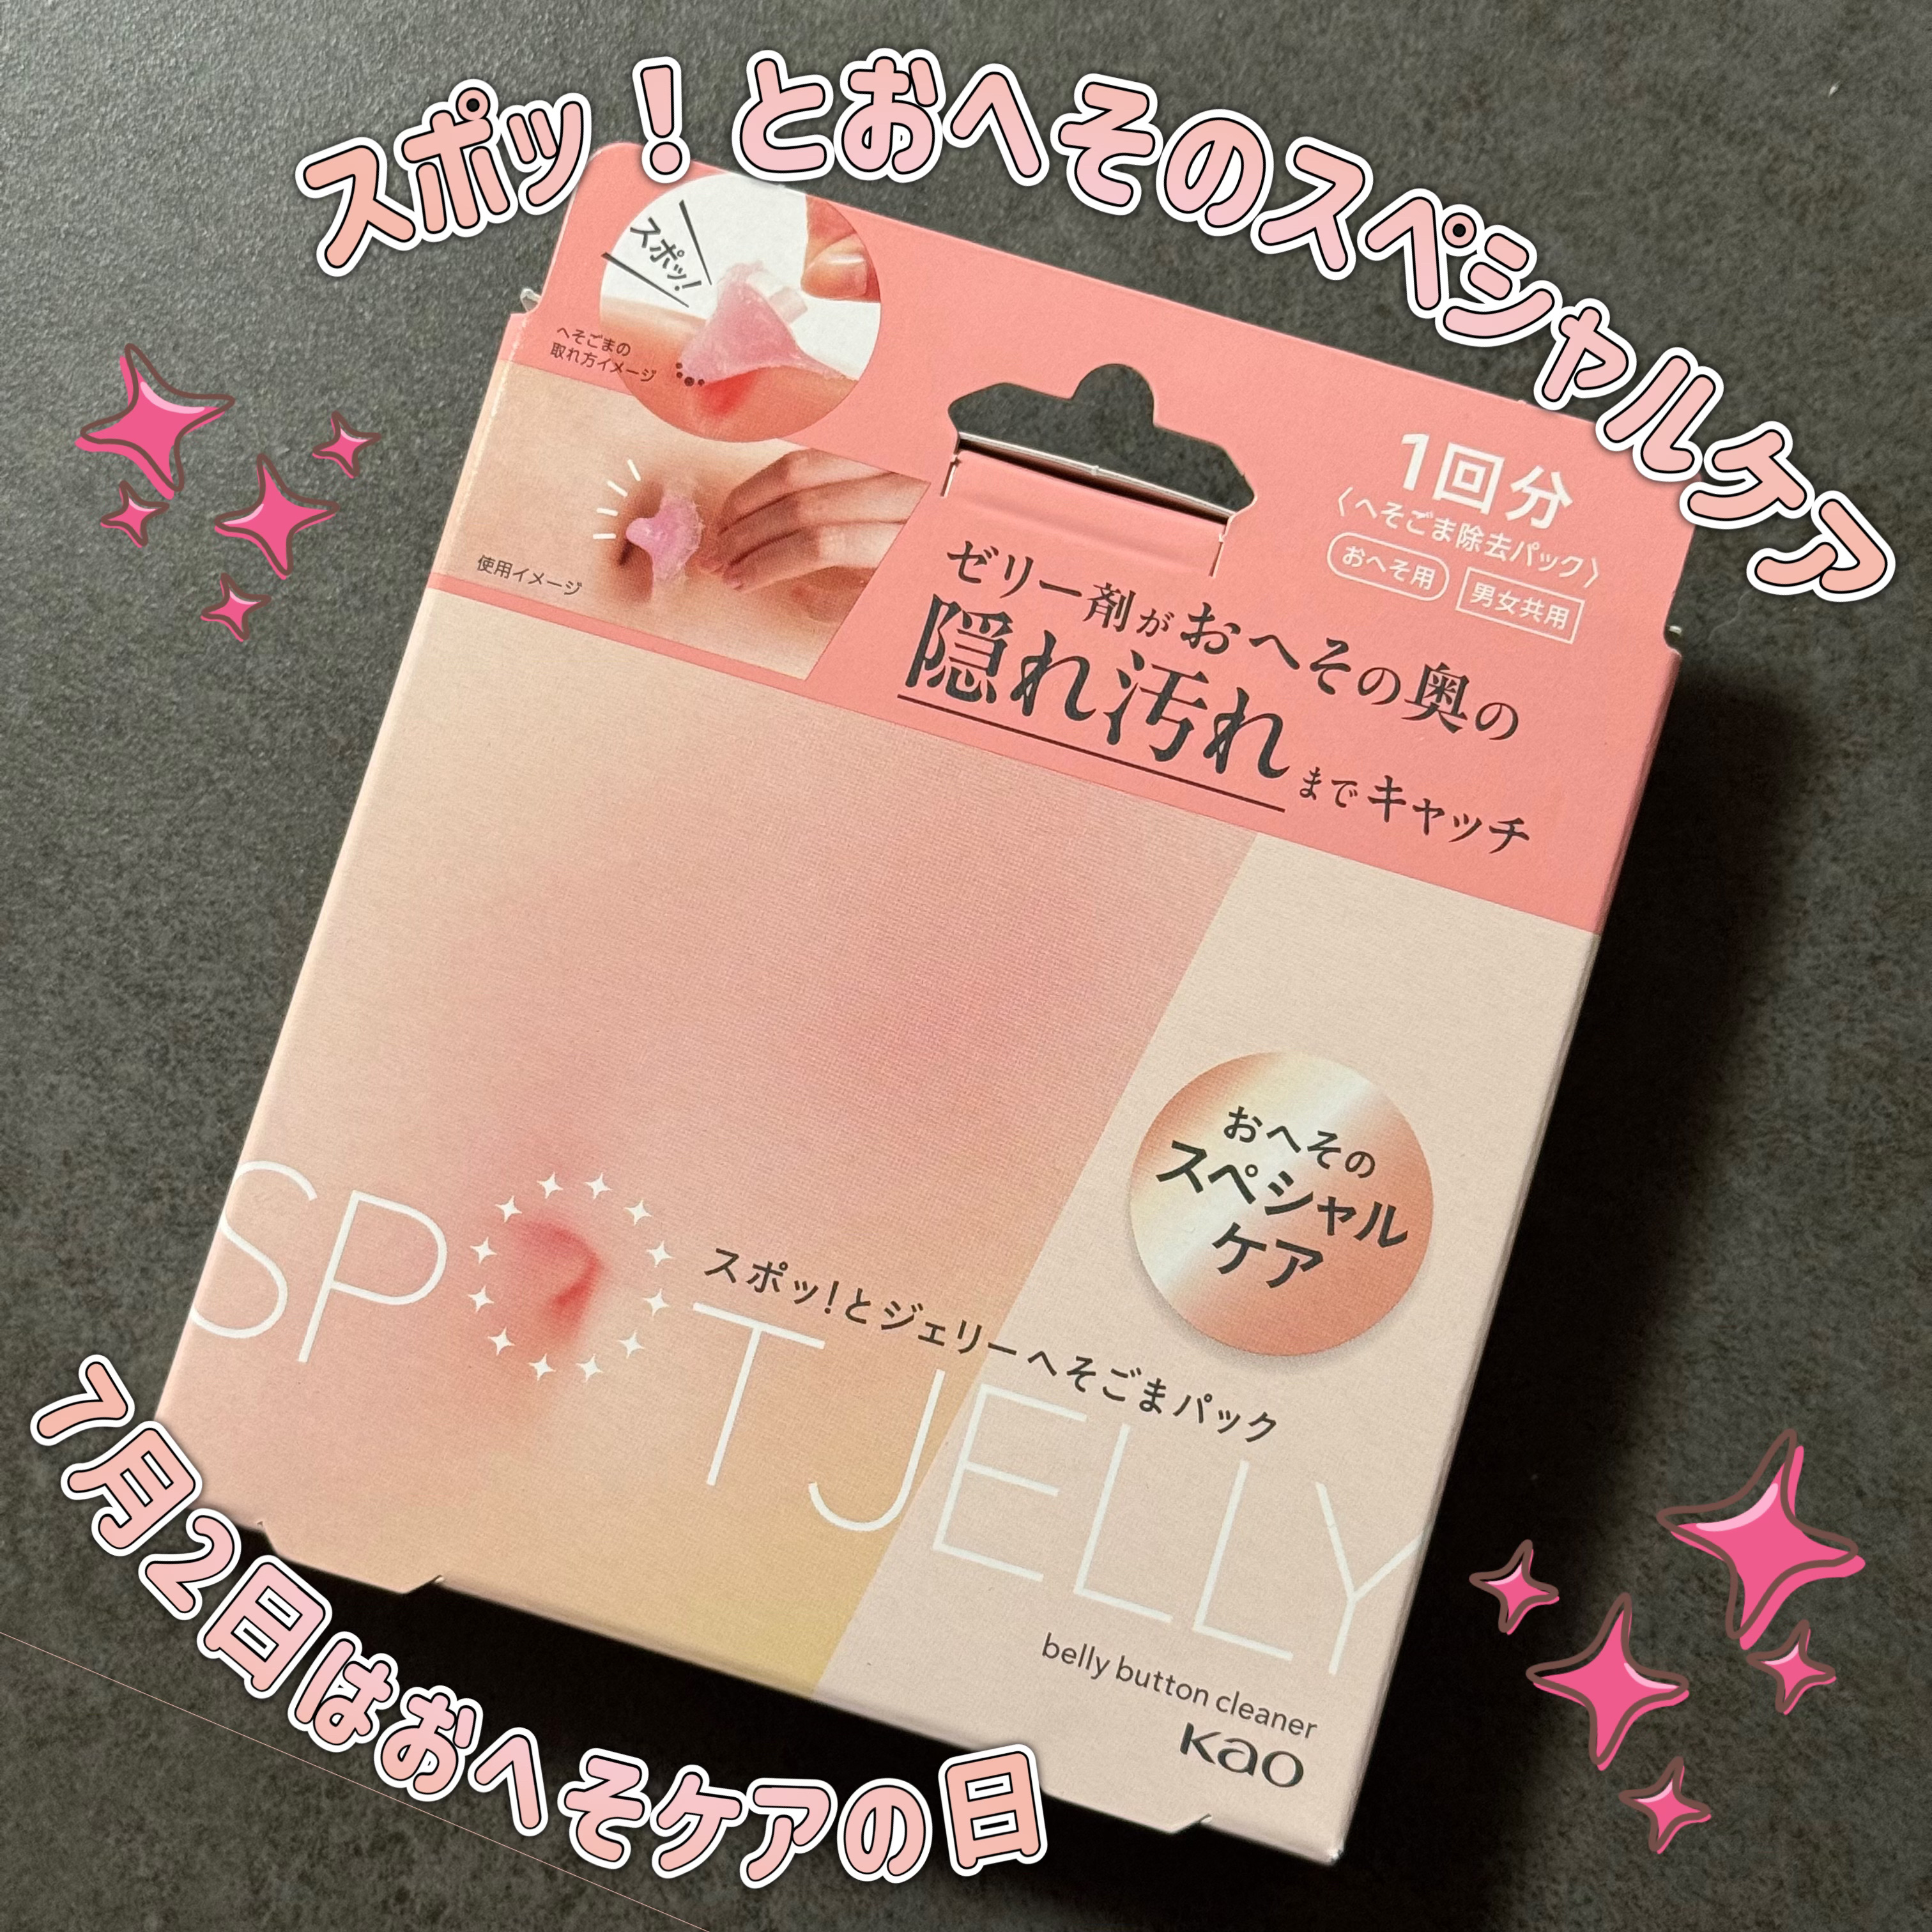 スポッ！とおへそのスペシャルケア
スポッ！
へそごまの
取れ方イメージ
使用イメージ
1回分
〈へそごま除去パック〉
おへそ用
男女共用
ゼリー剤がおへその奥の
隠れ汚れまでキャッチ
おへその
スペシャル
ケア
スポッ！とジェリーへそごまパック
SPOT JELLY
belly button cleaner
Kao
7月2日はおへそケアの日